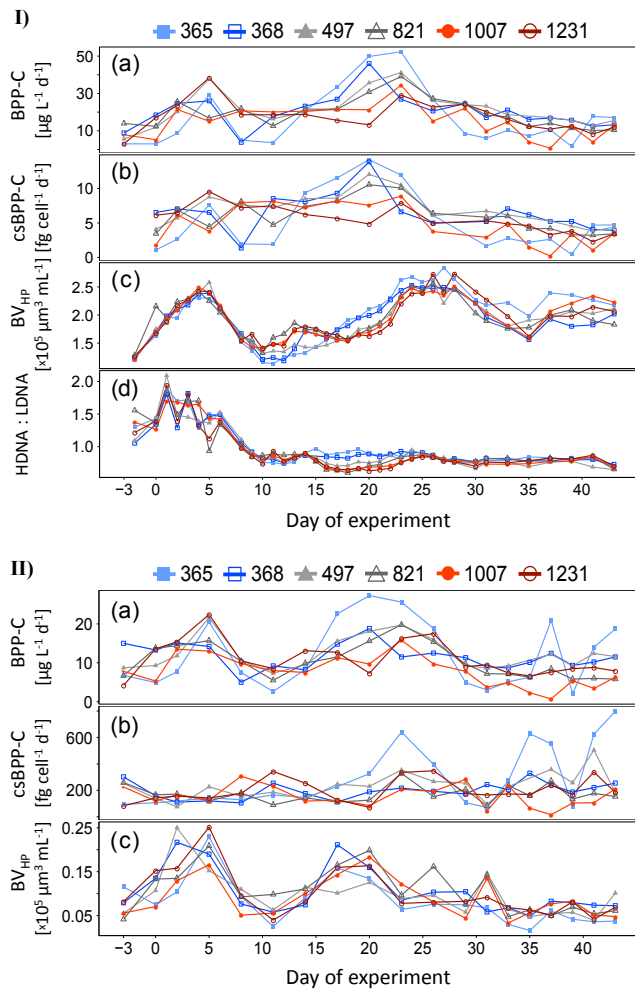 I)
365 368 497 821 1007 1231
(a)
BPP-C
[µg L⁻¹ d⁻¹]
50
30
10
(b)
csBPP-C
[fg cell⁻¹ d⁻¹]
10
5
0
(c)
BV_HP
[x10⁵ µm³ mL⁻¹]
2.5
2.0
1.5
(d)
HDNA : LDNA
2.0
1.5
1.0
−3 0 5 10 15 20 25 30 35 40
Day of experiment
II)
365 368 497 821 1007 1231
(a)
BPP-C
[µg L⁻¹ d⁻¹]
20
10
0
(b)
csBPP-C
[fg cell⁻¹ d⁻¹]
600
200
(c)
BV_HP
[x10⁵ µm³ mL⁻¹]
0.25
0.15
0.05
−3 0 5 10 15 20 25 30 35 40
Day of experiment